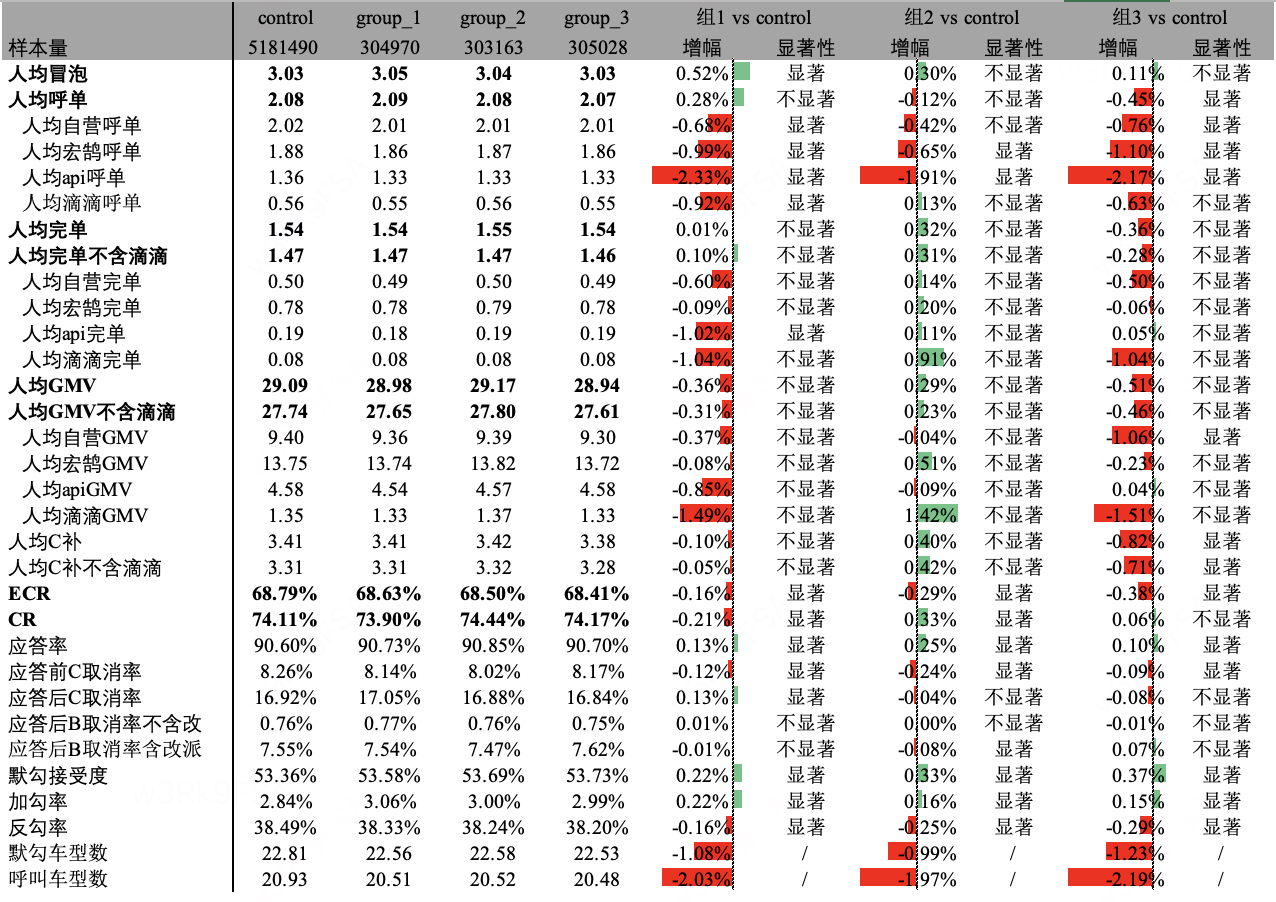 control group_1 group_2 group_3 组1 vs control 组2 vs control 组3 vs control
样本量 5181490 304970 303163 305028 增幅 显著性 增幅 显著性 增幅 显著性
人均冒泡 3.03 3.05 3.04 3.03 0.52% 显著 0.30% 不显著 0.11% 不显著
人均呼单 2.08 2.09 2.08 2.07 0.28% 不显著 -0.12% 不显著 -0.45% 显著
人均自营呼单 2.02 2.01 2.01 2.01 -0.68% 显著 -0.42% 不显著 -0.76% 显著
人均宏鹄呼单 1.88 1.86 1.87 1.86 -0.99% 显著 -0.65% 显著 -1.10% 显著
人均api呼单 1.36 1.33 1.33 1.33 -2.33% 显著 -1.91% 显著 -2.17% 显著
人均滴滴呼单 0.56 0.55 0.56 0.55 -0.92% 显著 0.13% 不显著 -0.63% 不显著
人均完单 1.54 1.54 1.55 1.54 0.01% 不显著 0.32% 不显著 -0.36% 不显著
人均完单不含滴滴 1.47 1.47 1.47 1.46 0.10% 不显著 0.31% 不显著 -0.28% 不显著
人均自营完单 0.50 0.49 0.50 0.49 -0.60% 不显著 0.14% 不显著 -0.50% 不显著
人均宏鹄完单 0.78 0.78 0.79 0.78 -0.09% 不显著 0.20% 不显著 -0.06% 不显著
人均api完单 0.19 0.18 0.19 0.19 -1.02% 显著 0.11% 不显著 0.05% 不显著
人均滴滴完单 0.08 0.08 0.08 0.08 -1.04% 不显著 0.91% 不显著 -1.04% 不显著
人均GMV 29.09 28.98 29.17 28.94 -0.36% 不显著 0.29% 不显著 -0.51% 不显著
人均GMV不含滴滴 27.74 27.65 27.80 27.61 -0.31% 不显著 0.23% 不显著 -0.46% 不显著
人均自营GMV 9.40 9.36 9.39 9.30 -0.37% 不显著 -0.04% 不显著 -1.06% 显著
人均宏鹄GMV 13.75 13.74 13.82 13.72 -0.08% 不显著 0.51% 不显著 -0.23% 不显著
人均apiGMV 4.58 4.54 4.57 4.58 -0.85% 不显著 -0.09% 不显著 0.04% 不显著
人均滴滴GMV 1.35 1.33 1.37 1.33 -1.49% 不显著 1.42% 不显著 -1.51% 不显著
人均C补 3.41 3.41 3.42 3.38 -0.10% 不显著 0.40% 不显著 -0.82% 显著
人均C补不含滴滴 3.31 3.31 3.32 3.28 -0.05% 不显著 0.42% 不显著 -0.71% 显著
ECR 68.79% 68.63% 68.50% 68.41% -0.16% 显著 -0.29% 显著 -0.38% 显著
CR 74.11% 73.90% 74.44% 74.17% -0.21% 显著 0.33% 显著 0.06% 不显著
应答率 90.60% 90.73% 90.85% 90.70% 0.13% 显著 0.25% 显著 0.10% 显著
应答前C取消率 8.26% 8.14% 8.02% 8.17% -0.12% 显著 -0.24% 显著 -0.09% 显著
应答后C取消率 16.92% 17.05% 16.88% 16.84% 0.13% 显著 -0.04% 不显著 -0.08% 不显著
应答后B取消率不含改 0.76% 0.77% 0.76% 0.75% 0.01% 不显著 0.00% 不显著 -0.01% 不显著
应答后B取消率含改派 7.55% 7.54% 7.47% 7.62% -0.01% 不显著 -0.08% 显著 0.07% 不显著
默勾接受度 53.36% 53.58% 53.69% 53.73% 0.22% 显著 0.33% 显著 0.37% 显著
加勾率 2.84% 3.06% 3.00% 2.99% 0.22% 显著 0.16% 显著 0.15% 显著
反勾率 38.49% 38.33% 38.24% 38.20% -0.16% 显著 -0.25% 显著 -0.29% 显著
默勾车型数 22.81 22.56 22.58 22.53 -1.08% / -0.99% / -1.23% /
呼叫车型数 20.93 20.51 20.52 20.48 -2.03% / -1.97% / -2.19% /